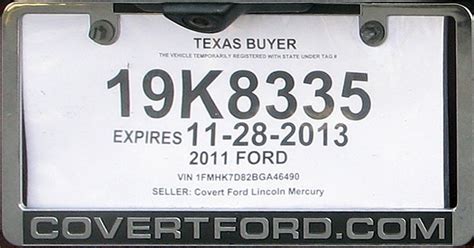 TEXAS BUYER
THE VEHICLE TEMPORARILY REGISTERED WITH STATE UNDER TAG #
19K8335
EXPIRES 11-28-2013
2011 FORD
VIN 1FMHK7D82BGA46490
SELLER: Covert Ford Lincoln Mercury
COVERTFORD.COM